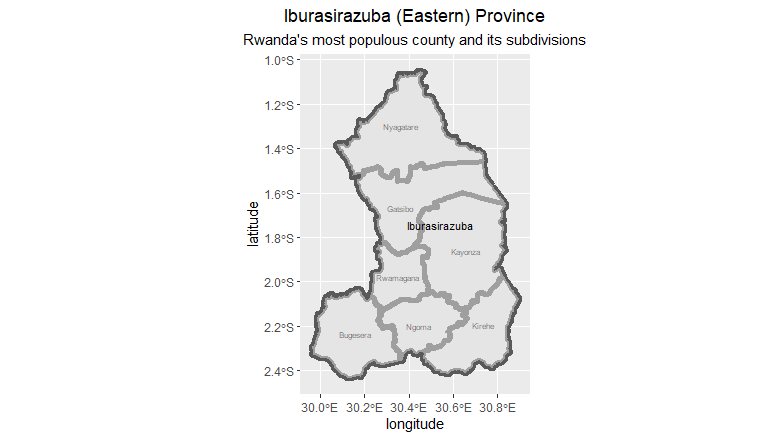 Iburasirazuba (Eastern) Province
Rwanda's most populous county and its subdivisions
1.0°S
1.2°S
1.4°S
1.6°S
1.8°S
2.0°S
2.2°S
2.4°S
latitude
Nyagatare
Gatsibo
Iburasirazuba
Kayonza
Rwamagana
Bugesera
Ngoma
Kirehe
30.0°E 30.2°E 30.4°E 30.6°E 30.8°E
longitude